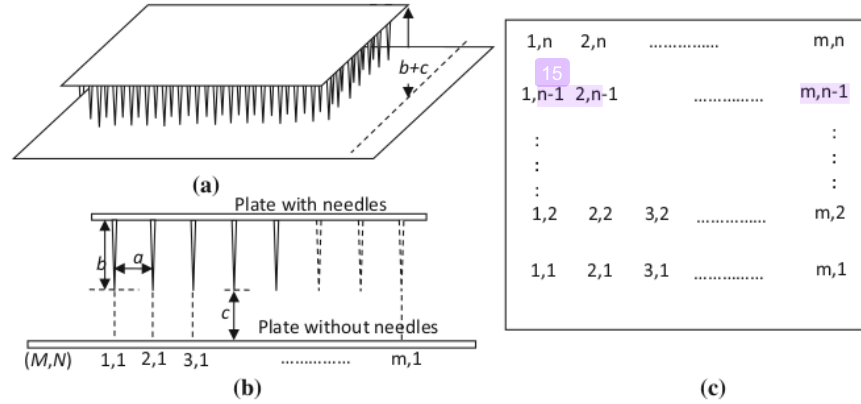 b+c
(a)
Plate with needles
b
a
c
Plate without needles
(M,N) 1,1 2,1 3,1 ................ m,1
(b)
1,n 2,n ................ m,n
15
1,n-1 2,n-1 ................ m,n-1
:
:
:
:
:
:
1,2 2,2 3,2 ................ m,2
1,1 2,1 3,1 ................ m,1
(c)